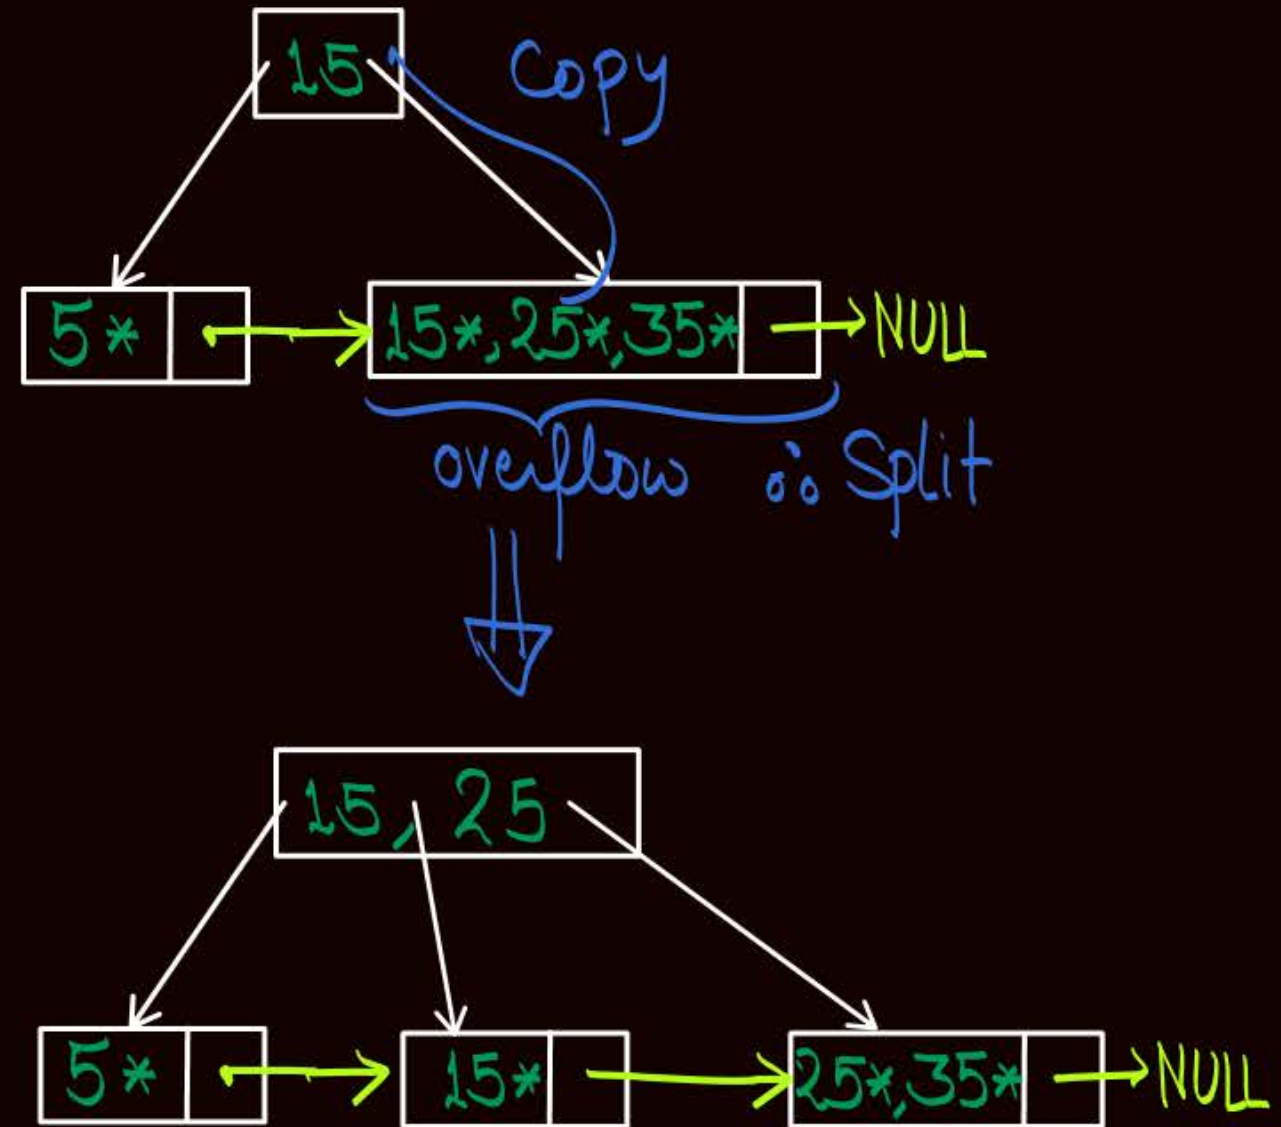 15 Copy
5* 15*, 25*, 35* NULL
overflow ∴ Split
15, 25
5* 15* 25*, 35* NULL